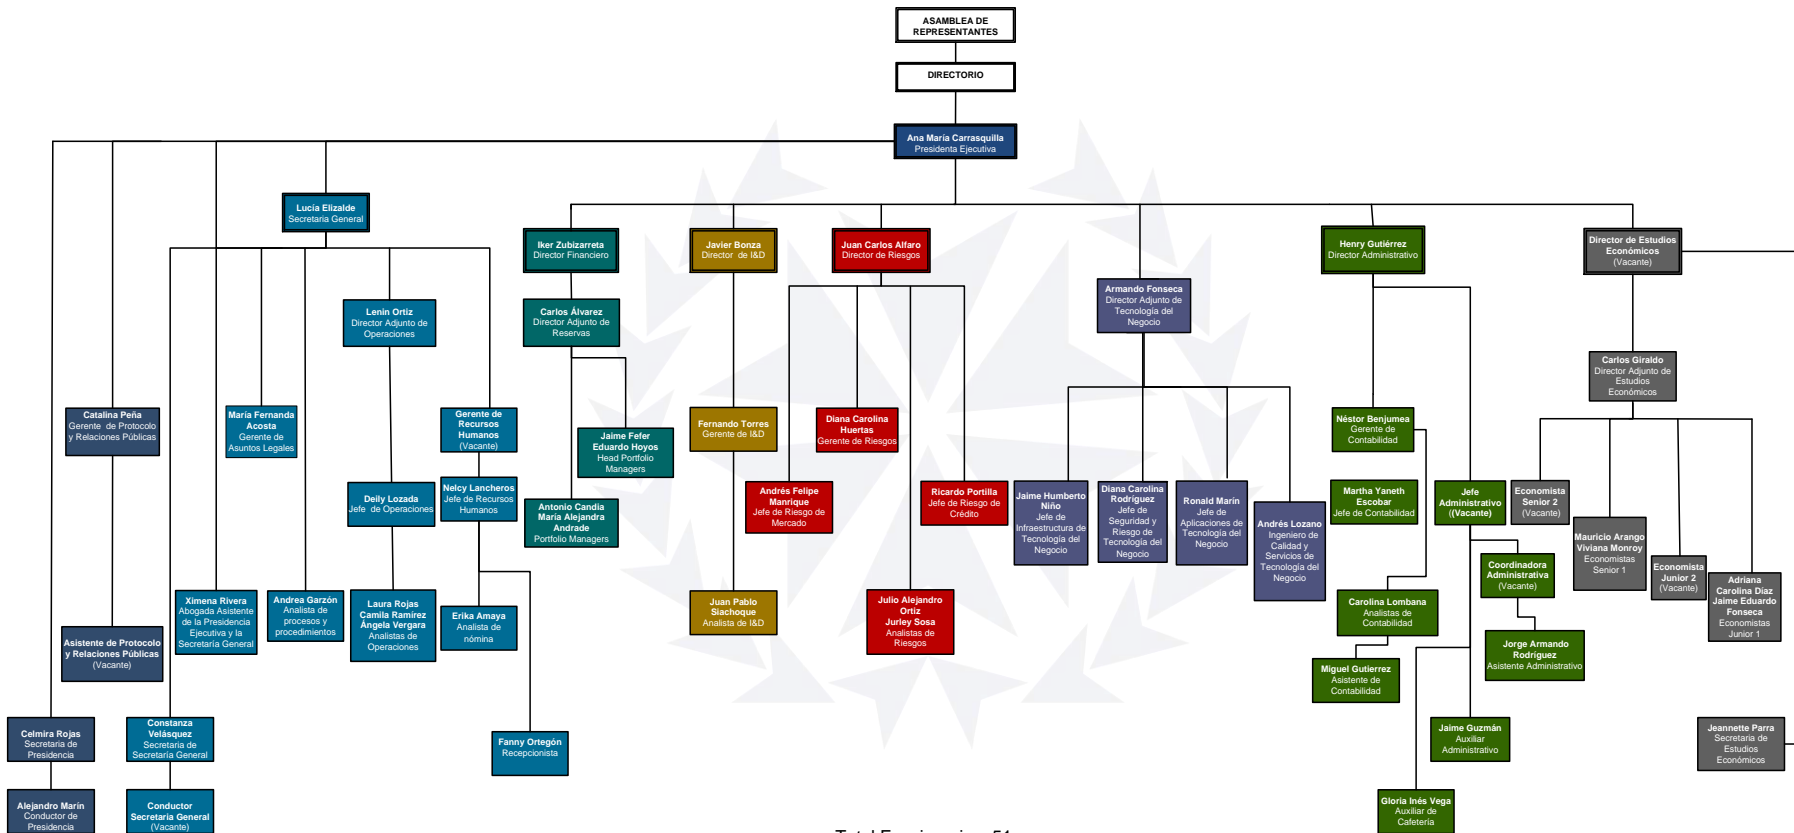 ASAMBLEA DE
REPRESENTANTES
DIRECTORIO
Ana María Carrasquilla
Presidenta Ejecutiva
Lucía Elizalde
Secretaria General
Iker Zubizarreta
Director Financiero
Javier Bonza
Director de I&D
Juan Carlos Alfaro
Director de Riesgos
Henry Gutiérrez
Director Administrativo
Director de Estudios
Económicos
(Vacante)
Armando Fonseca
Director Adjunto de
Tecnología del
Negocio
Lenin Ortiz
Director Adjunto de
Operaciones
Carlos Álvarez
Director Adjunto de
Reservas
Carlos Giraldo
Director Adjunto de
Estudios
Económicos
Catalina Peña
Gerente de Protocolo
y Relaciones Públicas
María Fernanda
Acosta
Gerente de
Asuntos Legales
Gerente de
Recursos
Humanos
(Vacante)
Jaime Fefer
Eduardo Hoyos
Head Portfolio
Managers
Fernando Torres
Gerente de I&D
Diana Carolina
Huertas
Gerente de Riesgos
Néstor Benjumea
Gerente de
Contabilidad
Deily Lozada
Jefe de Operaciones
Nelcy Lancheros
Jefe de Recursos
Humanos
Antonio Candia
María Alejandra
Andrade
Portfolio Managers
Andrés Felipe
Manrique
Jefe de Riesgo de
Mercado
Ricardo Portilla
Jefe de Riesgo de
Crédito
Jaime Humberto
Niño
Jefe de
Infraestructura de
Tecnología del
Negocio
Diana Carolina
Rodríguez
Jefe de
Seguridad y
Riesgo de
Tecnología del
Negocio
Ronald Marín
Jefe de
Aplicaciones de
Tecnología del
Negocio
Andrés Lozano
Ingeniero de
Calidad y
Servicios de
Tecnología del
Negocio
Martha Yaneth
Escobar
Jefe de Contabilidad
Jefe
Administrativo
((Vacante)
Economista
Senior 2
(Vacante)
Mauricio Arango
Viviana Monroy
Economistas
Senior 1
Economista
Junior 2
(Vacante)
Adriana
Carolina Díaz
Jaime Eduardo
Fonseca
Economistas
Junior 1
Coordinadora
Administrativa
(Vacante)
Ximena Rivera
Abogada Asistente
de la Presidencia
Ejecutiva y la
Secretaría General
Andrea Garzón
Analista de
procesos y
procedimientos
Laura Rojas
Camila Ramírez
Ángela Vergara
Analistas de
Operaciones
Erika Amaya
Analista de
nómina
Juan Pablo
Siachoque
Analista de I&D
Julio Alejandro
Ortiz
Jurley Sosa
Analistas de
Riesgos
Carolina Lombana
Analistas de
Contabilidad
Asistente de Protocolo
y Relaciones Públicas
(Vacante)
Miguel Gutierrez
Asistente de
Contabilidad
Jorge Armando
Rodríguez
Asistente Administrativo
Celmira Rojas
Secretaria de
Presidencia
Constanza
Velásquez
Secretaria de
Secretaría General
Fanny Ortegón
Recepcionista
Jaime Guzmán
Auxiliar
Administrativo
Jeannette Parra
Secretaria de
Estudios
Económicos
Alejandro Marín
Conductor de
Presidencia
Conductor
Secretaria General
(Vacante)
Gloria Inés Vega
Auxiliar de
Cafetería
Total 51